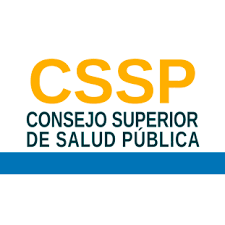 CSSP
CONSEJO SUPERIOR
DE SALUD PÚBLICA